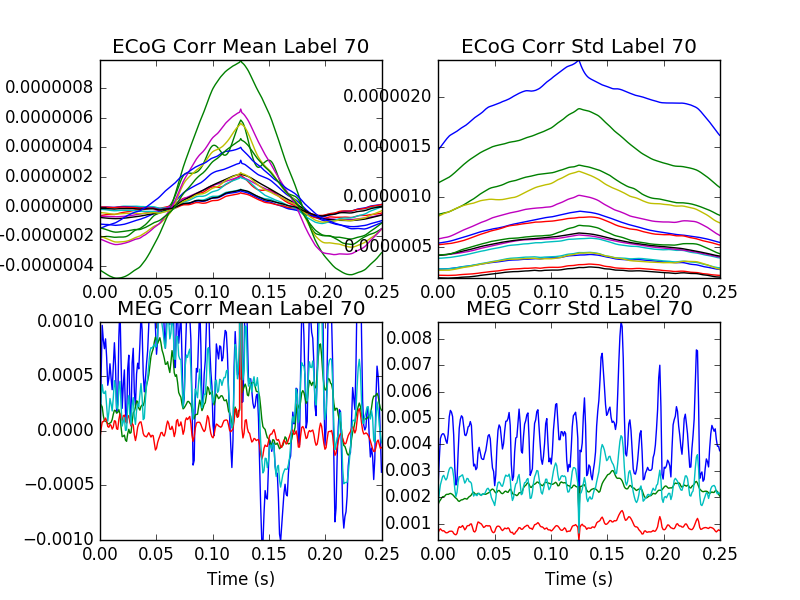 ECoG Corr Mean Label 70
0.0000008
0.0000006
0.0000004
0.0000002
0.0000000
−0.0000002
−0.0000004
0.00 0.05 0.10 0.15 0.20 0.25
ECoG Corr Std Label 70
0.0000020
0.0000015
0.0000010
0.0000005
0.00 0.05 0.10 0.15 0.20 0.25
MEG Corr Mean Label 70
0.0010
0.0005
0.0000
−0.0005
−0.0010
0.00 0.05 0.10 0.15 0.20 0.25
Time (s)
MEG Corr Std Label 70
0.008
0.007
0.006
0.005
0.004
0.003
0.002
0.001
0.00 0.05 0.10 0.15 0.20 0.25
Time (s)